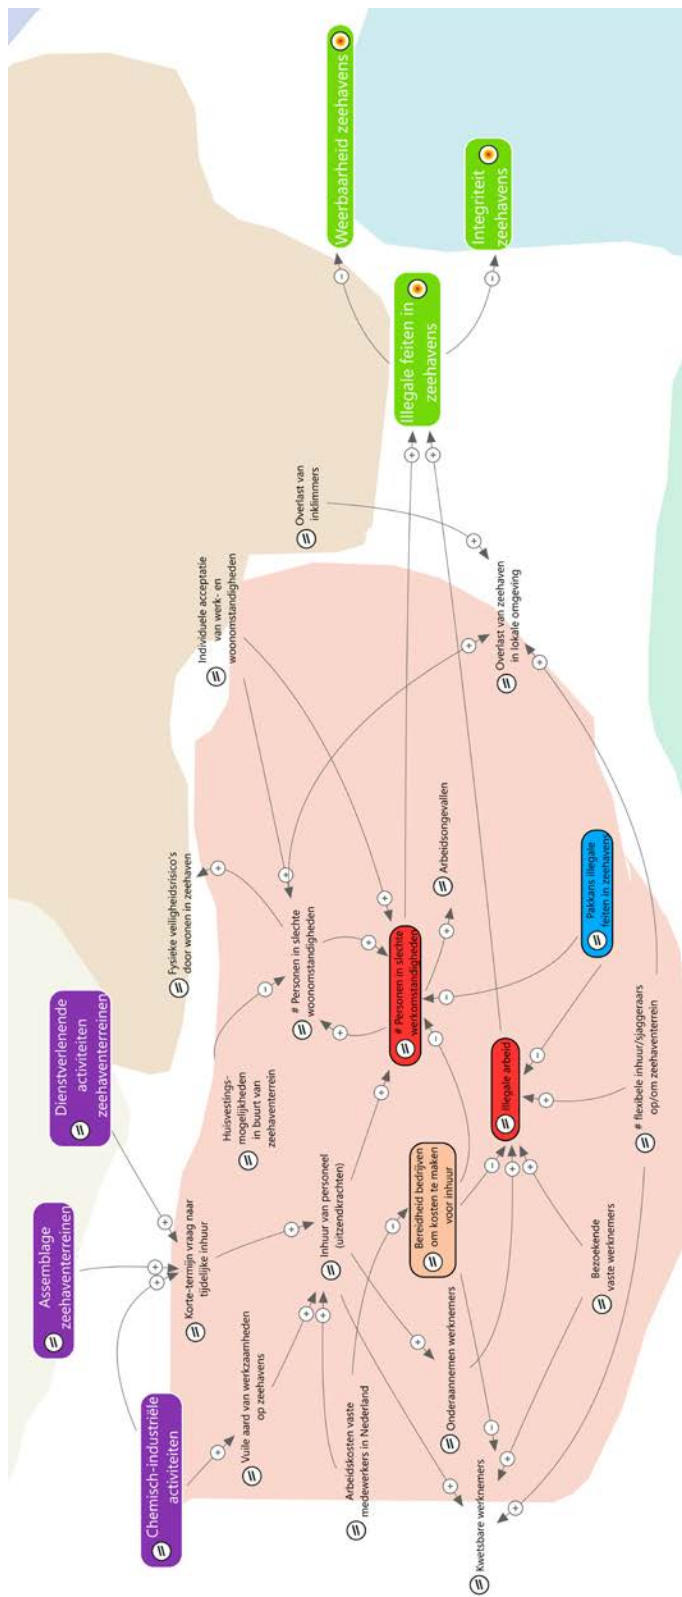 Chemisch-industriële
activiteiten
Assemblage
zeehaventerreinen
Dienstverlenende
activiteiten
zeehaventerreinen
Korte-termijn vraag naar
tijdelijke inhuur
Vuile aard van werkzaamheden
op zeehavens
Huisvestings-
mogelijkheden
in buurt van
zeehaventerrein
Fysieke veiligheidsrisico's
door wonen in zeehaven
Individuele acceptatie
van werk- en
woonomstandigheden
Overlast van
inklimmers
Weerbaarheid zeehavens
Arbeidskosten vaste
medewerkers in Nederland
Inhuur van personeel
(uitzendkrachten)
# Personen in slechte
woonomstandigheden
# Personen in slechte
werkomstandigheden
Arbeidsongevallen
Illegale feiten in
zeehavens
Integriteit
zeehavens
Onderaannemen werknemers
Bereidheid bedrijven
om kosten te maken
voor inhuur
Kwetsbare werknemers
Illegale arbeid
Overlast van zeehaven
in lokale omgeving
Pakkans illegale
feiten in zeehavens
Bezoekende
vaste werknemers
# flexibele inhuur/sjaggeraars
op/om zeehaventerrein